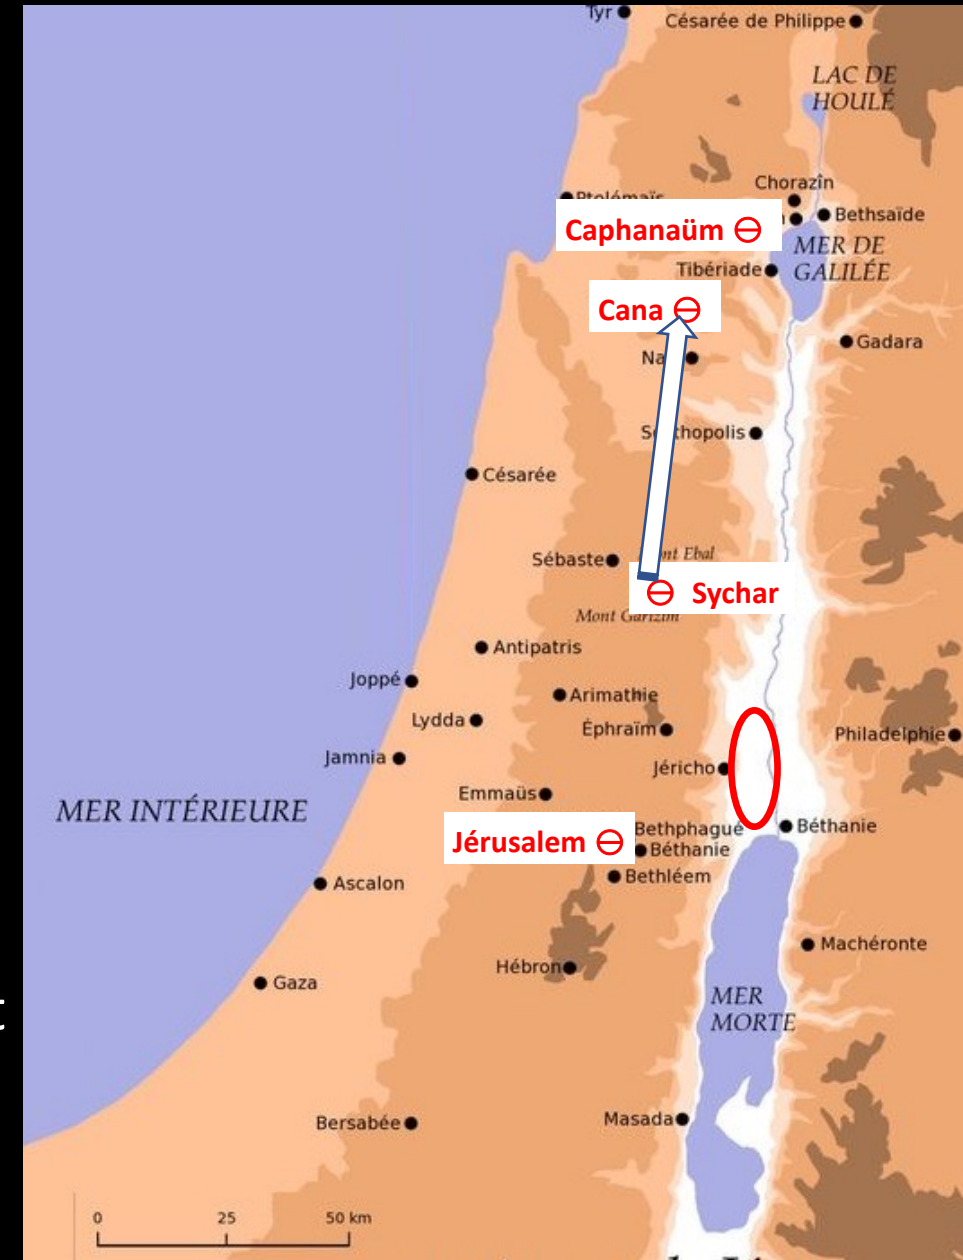 Tyr
Césarée de Philippe
LAC DE
HOULÉ
Chorazîn
Ptolémaïs
Bethsaïde
Caphanaüm
MER DE
GALILÉE
Tibériade
Cana
Gadara
Césarée
Sébaste
Sychar
Antipatris
Joppé
Arimathie
Lydda
Éphraïm
Philadelphie
Jamnia
Jéricho
Emmaüs
MER INTÉRIEURE
Bethphagué
Béthanie
Jérusalem
Béthanie
Bethléem
Ascalon
Machéronte
Hébron
Gaza
MER
MORTE
Masada
Bersabée
0 25 50 km